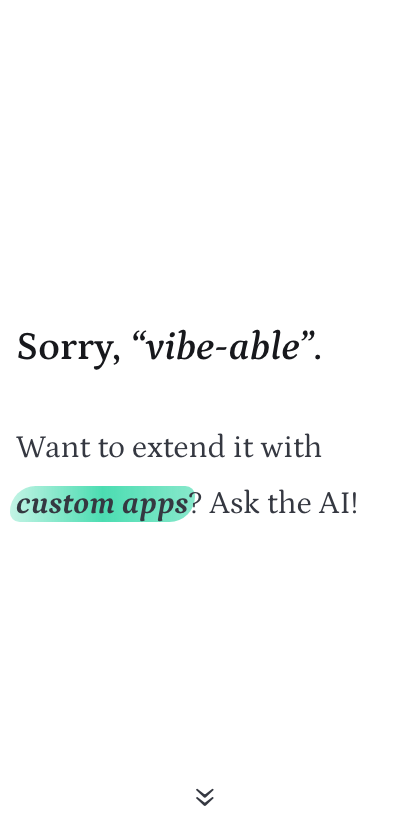 Sorry, “vibe-able”.
Want to extend it with
custom apps? Ask the AI!